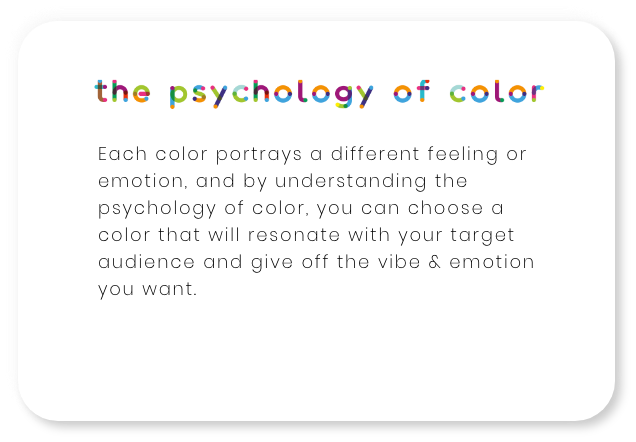 the psychology of color
Each color portrays a different feeling or
emotion, and by understanding the
psychology of color, you can choose a
color that will resonate with your target
audience and give off the vibe & emotion
you want.